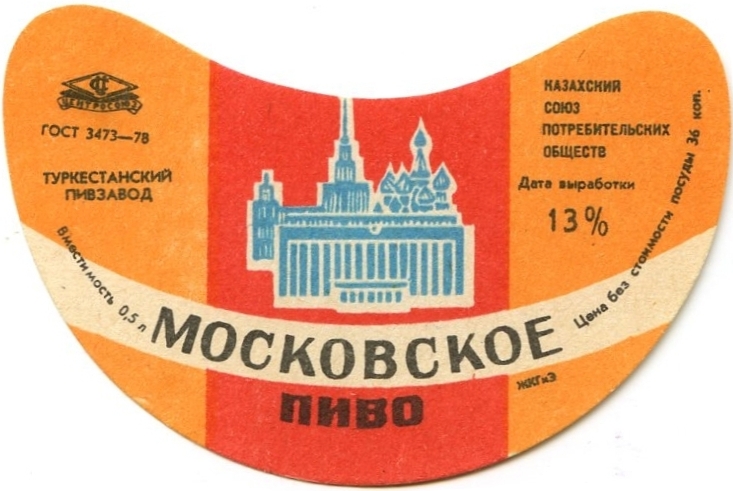 ЦЕНТРОСОЮЗ
ГОСТ 3473—78
ТУРКЕСТАНСКИЙ
ПИВЗАВОД
Вместимость 0,5 л
КАЗАХСКИЙ
СОЮЗ
ПОТРЕБИТЕЛЬСКИХ
ОБЩЕСТВ
Дата выработки
13%
Цена без стоимости посуды 36 коп.
МОСКОВСКОЕ
ПИВО
ЖКГиЗ